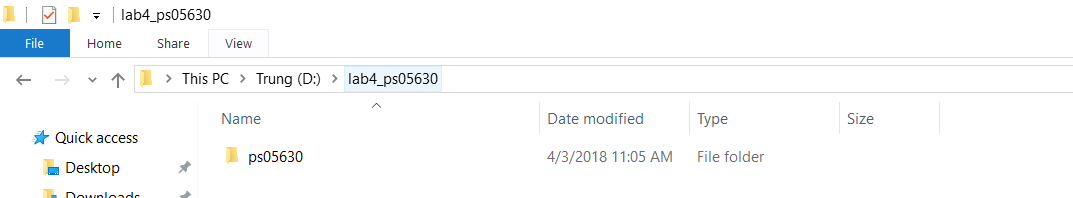 lab4_ps05630
File Home Share View
This PC Trung (D:) lab4_ps05630
Name Date modified Type Size
Quick access
ps05630 4/3/2018 11:05 AM File folder
Desktop
Downloads